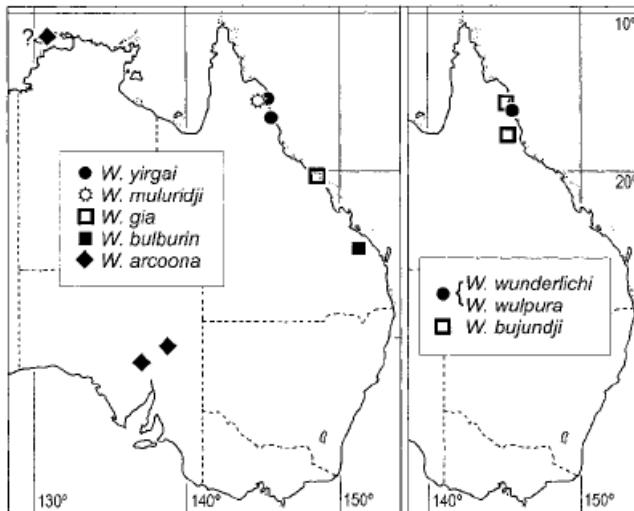 ?
10°
20°
W. yirgai
W. muluridji
W. gia
W. bulburin
W. arcoona
W. wunderlichi
W. wulpura
W. bujundji
130°
140°
150°
140°
150°